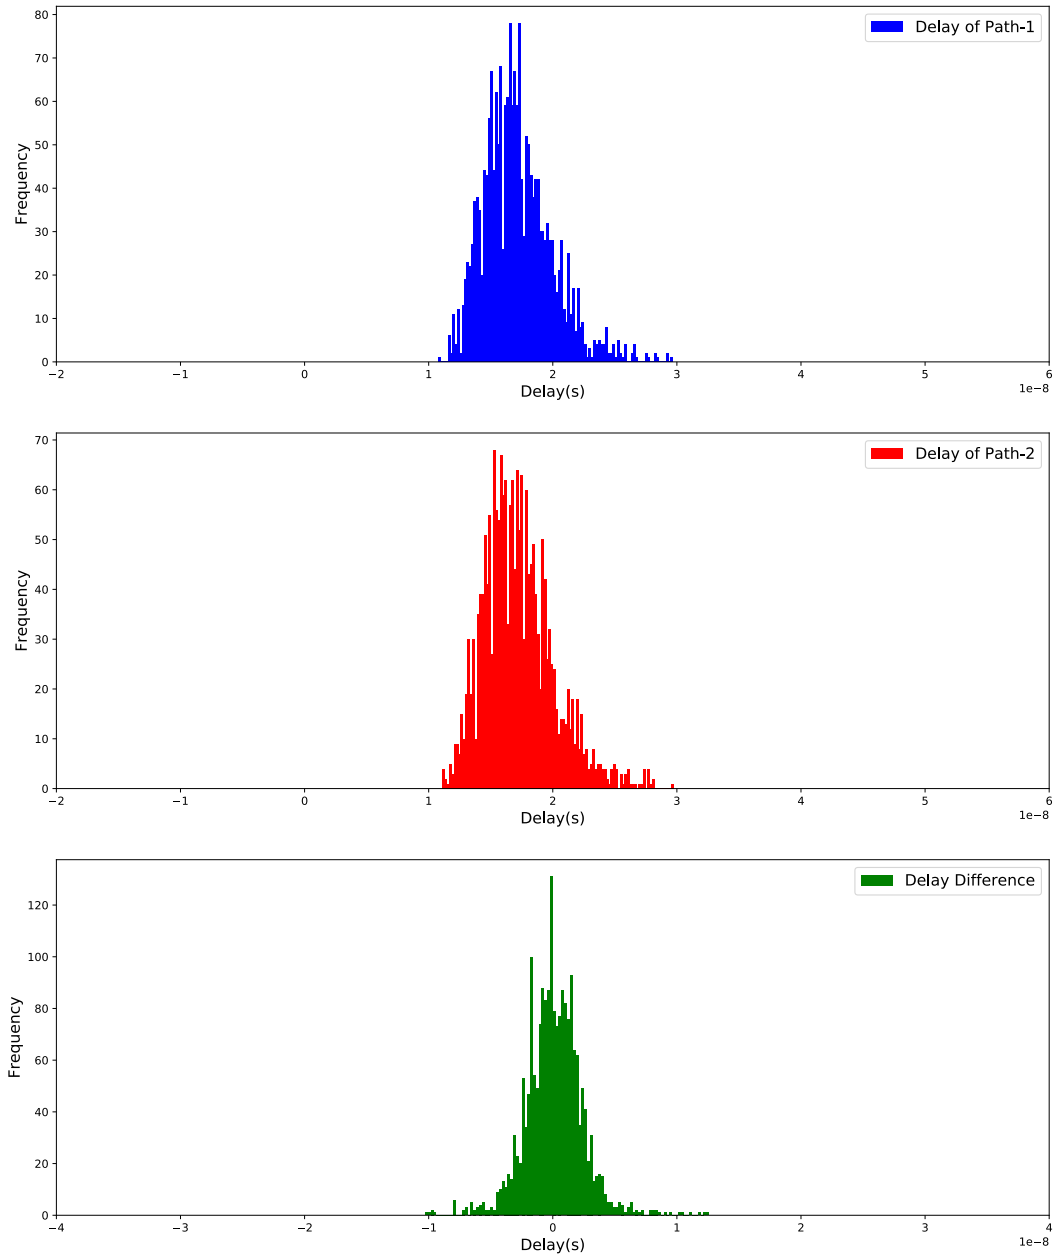 80
70
60
50
40
30
20
10
0
Frequency
Delay of Path-1
−2 −1 0 1 2 3 4 5 6
1e−8
Delay(s)
70
60
50
40
30
20
10
0
Frequency
Delay of Path-2
−2 −1 0 1 2 3 4 5 6
1e−8
Delay(s)
120
100
80
60
40
20
0
Frequency
Delay Difference
−4 −3 −2 −1 0 1 2 3 4
1e−8
Delay(s)